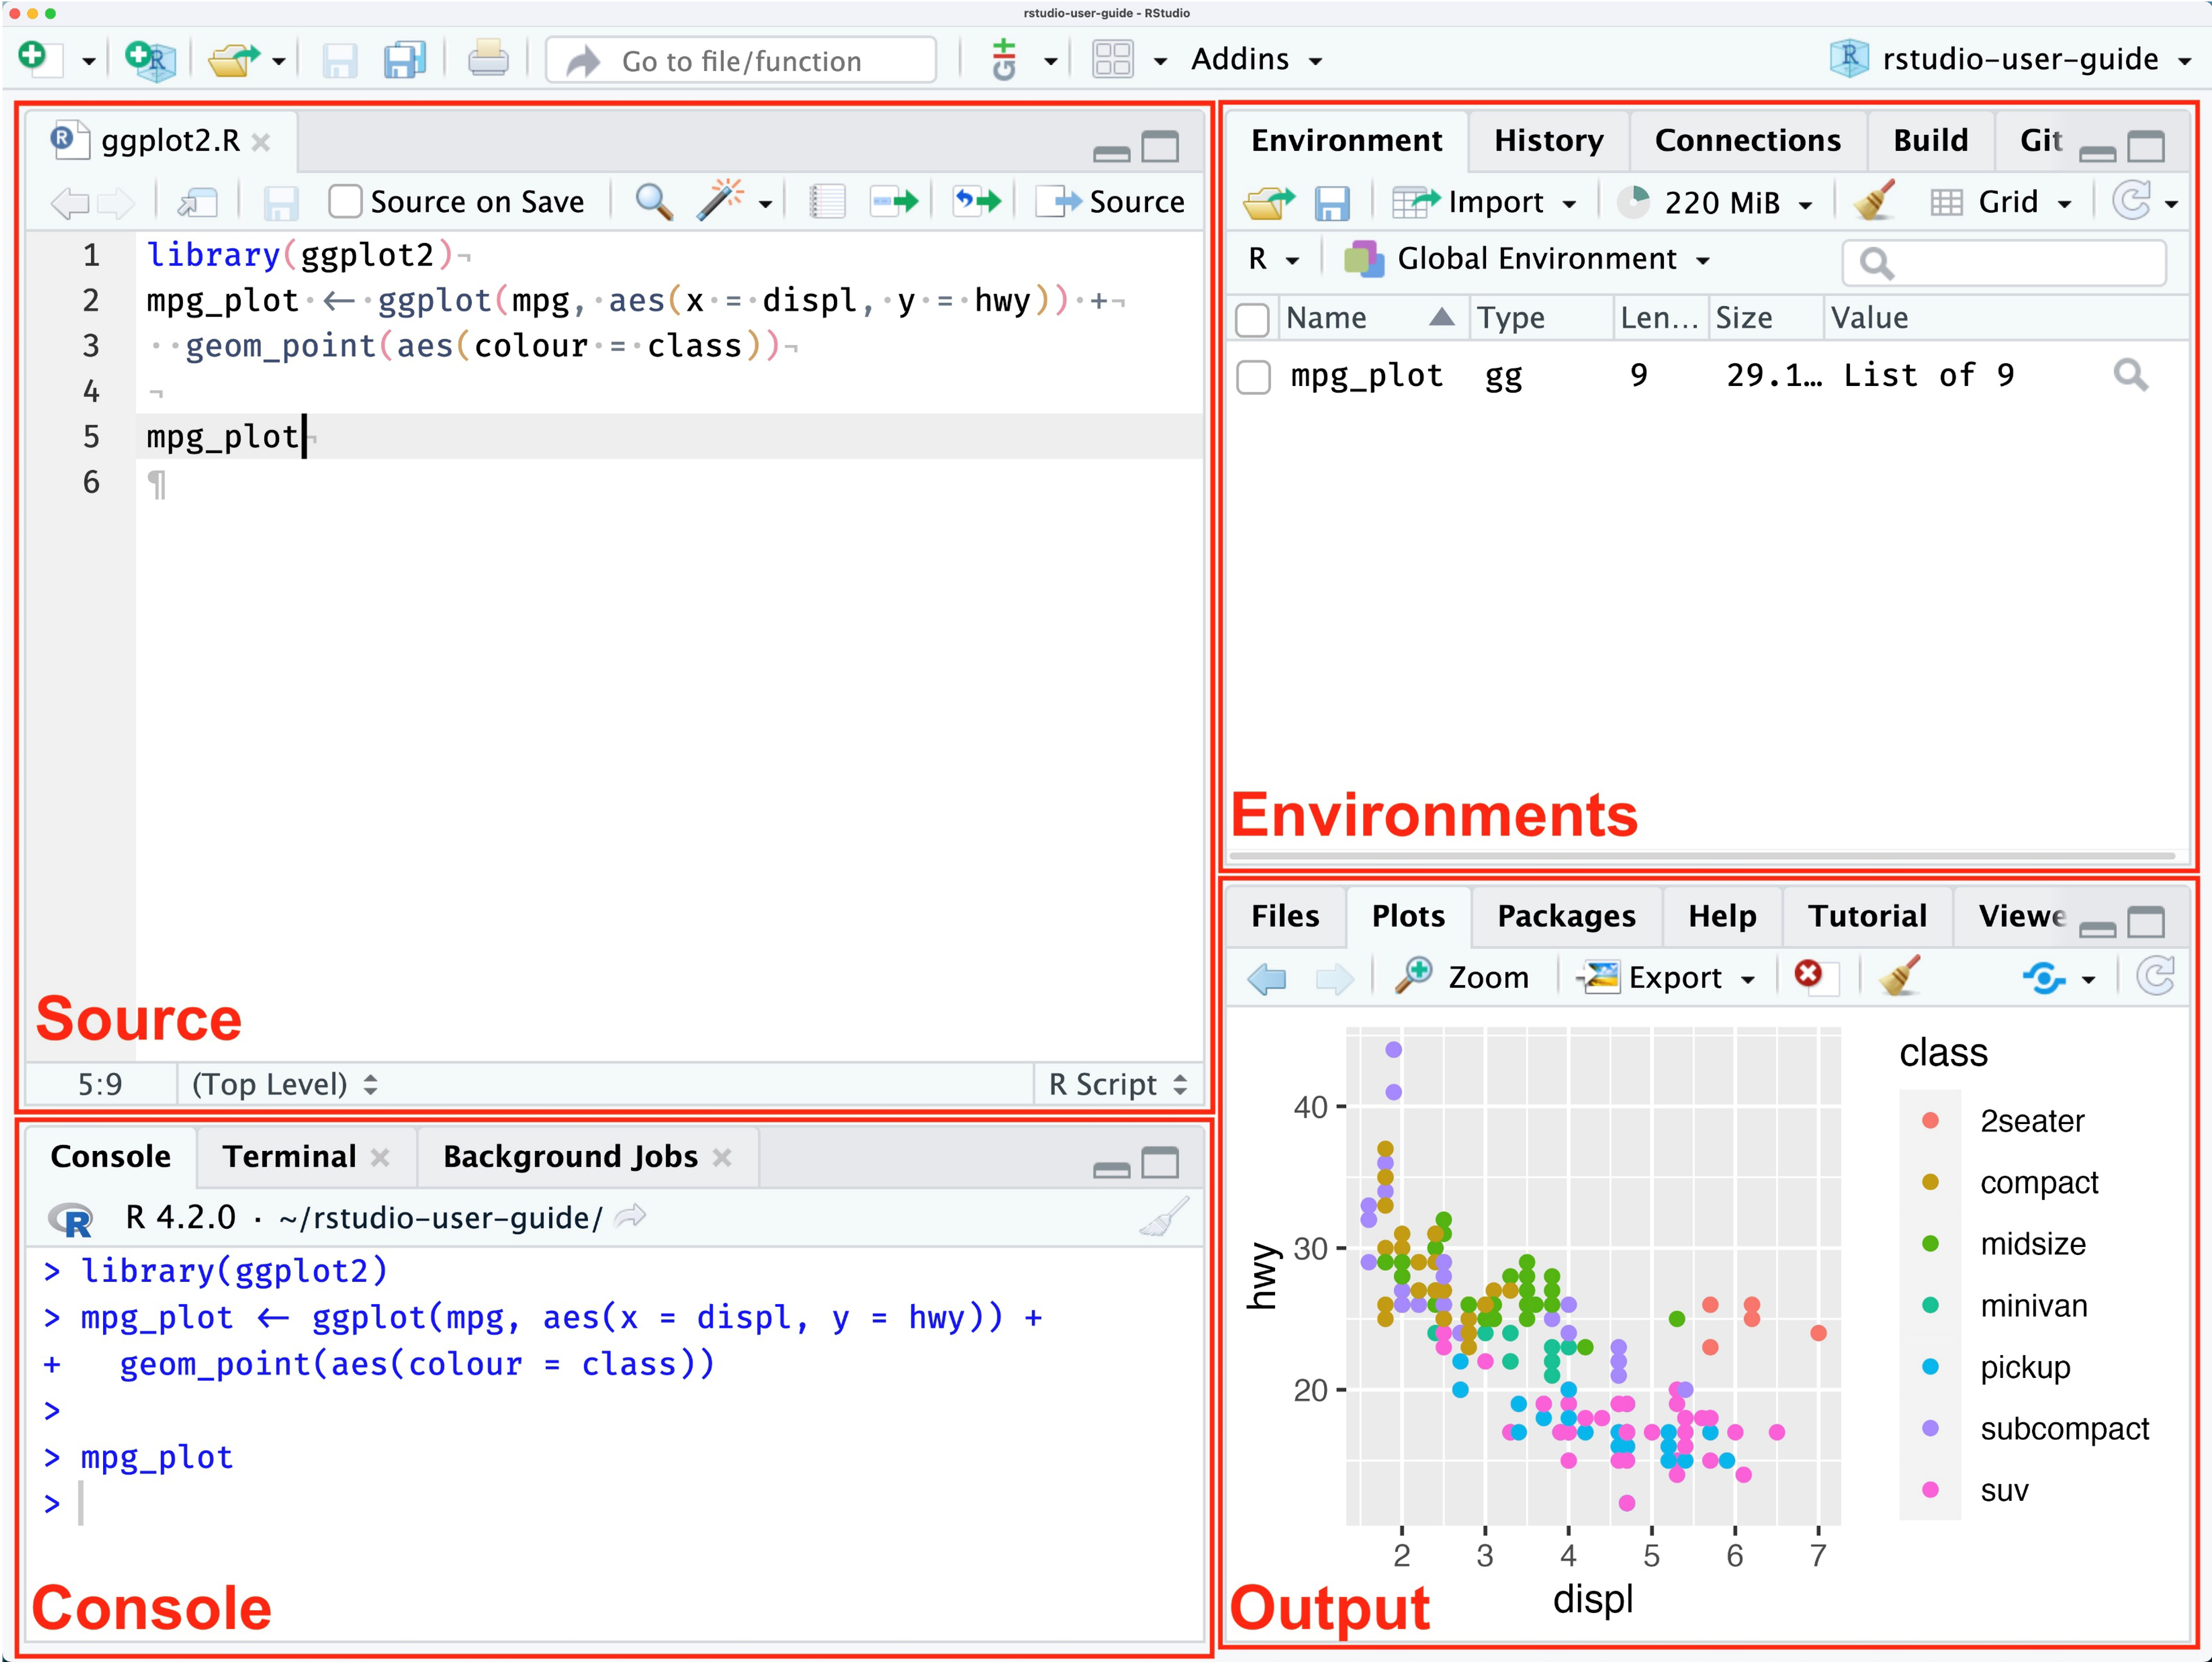 rstudio-user-guide - RStudio
Go to file/function
Git
Addins
rstudio-user-guide
ggplot2.R
Source on Save
Source
1 library(ggplot2)¬
2 mpg_plot·←·ggplot(mpg,·aes(x·=·displ,·y·=·hwy))·+¬
3 ··geom_point(aes(colour·=·class))¬
4 ¬
5 mpg_plot¬
6 ¶
Source
5:9 (Top Level) R Script
Console Terminal Background Jobs
R 4.2.0 · ~/rstudio-user-guide/
> library(ggplot2)
> mpg_plot ← ggplot(mpg, aes(x = displ, y = hwy)) +
+   geom_point(aes(colour = class))
>
> mpg_plot
>
Console
Environment History Connections Build Git
Import 220 MiB Grid
R Global Environment
Name Type Len... Size Value
mpg_plot gg 9 29.1… List of 9
Environments
Files Plots Packages Help Tutorial Viewe
Zoom Export
hwy
40
30
20
2 3 4 5 6 7
displ
class
2seater
compact
midsize
minivan
pickup
subcompact
suv
Output